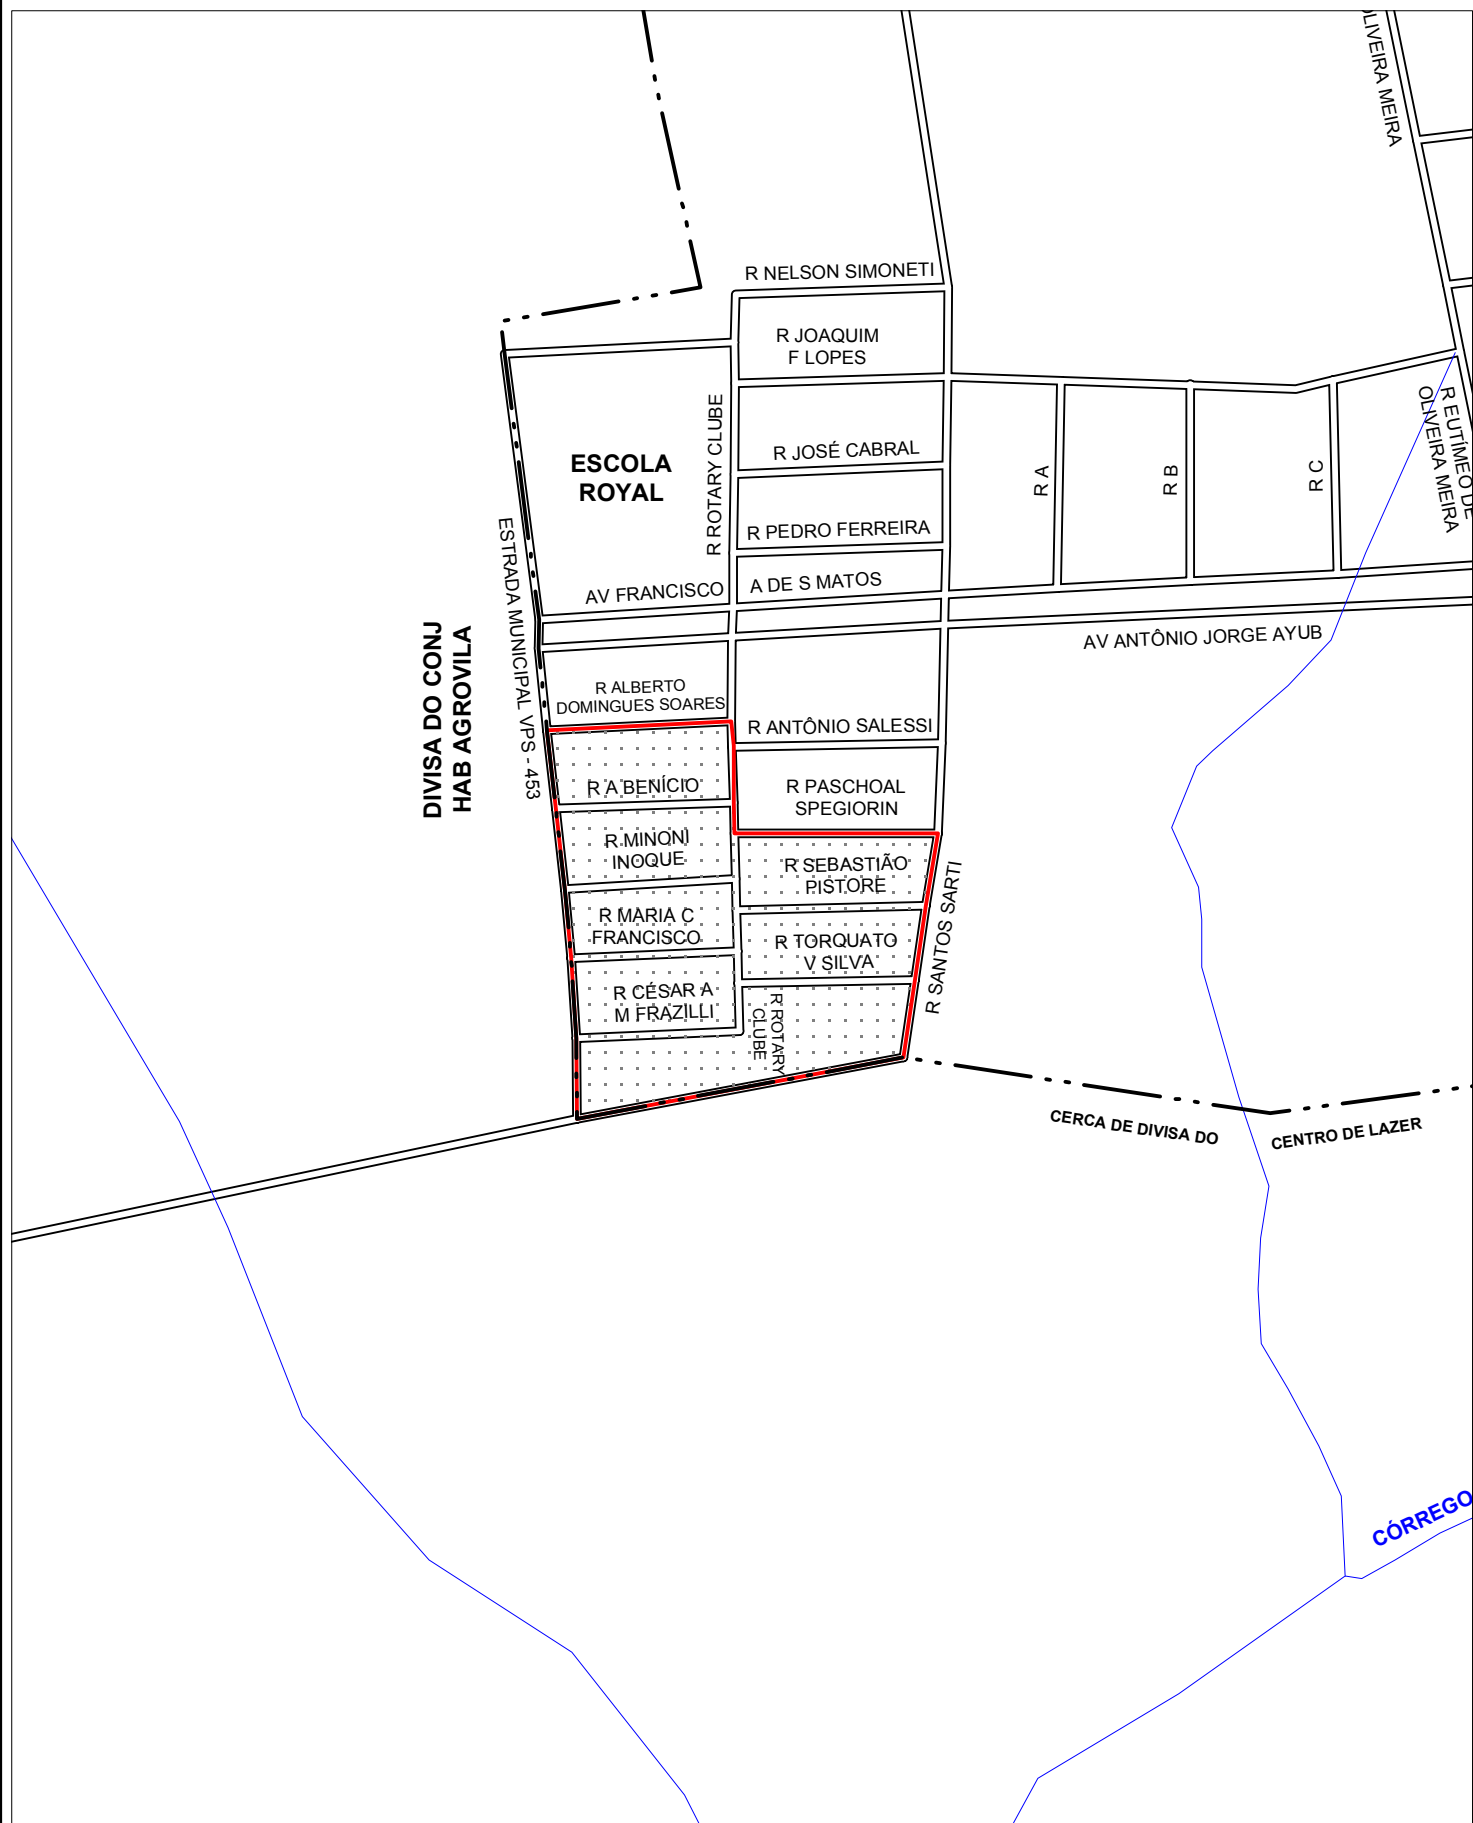 OLIVEIRA MEIRA
R NELSON SIMONETI
R JOAQUIM
F LOPES
R ROTARY CLUBE
R JOSÉ CABRAL
ESCOLA
ROYAL
R A
R B
R C
R EUTÍMEO DE
OLIVEIRA MEIRA
R PEDRO FERREIRA
ESTRADA MUNICIPAL VPS - 453
AV FRANCISCO
A DE S MATOS
AV ANTÔNIO JORGE AYUB
DIVISA DO CONJ
HAB AGROVILA
R ALBERTO
DOMINGUES SOARES
R ANTÔNIO SALESSI
R A BENÍCIO
R PASCHOAL
SPEGIORIN
R MINONI
INOQUE
R SEBASTIÃO
PISTORE
R SANTOS SARTI
R MARIA C
FRANCISCO
R TORQUATO
V SILVA
R CÉSAR A
M FRAZILLI
R ROTARY
CLUBE
CERCA DE DIVISA DO
CENTRO DE LAZER
CÓRREGO